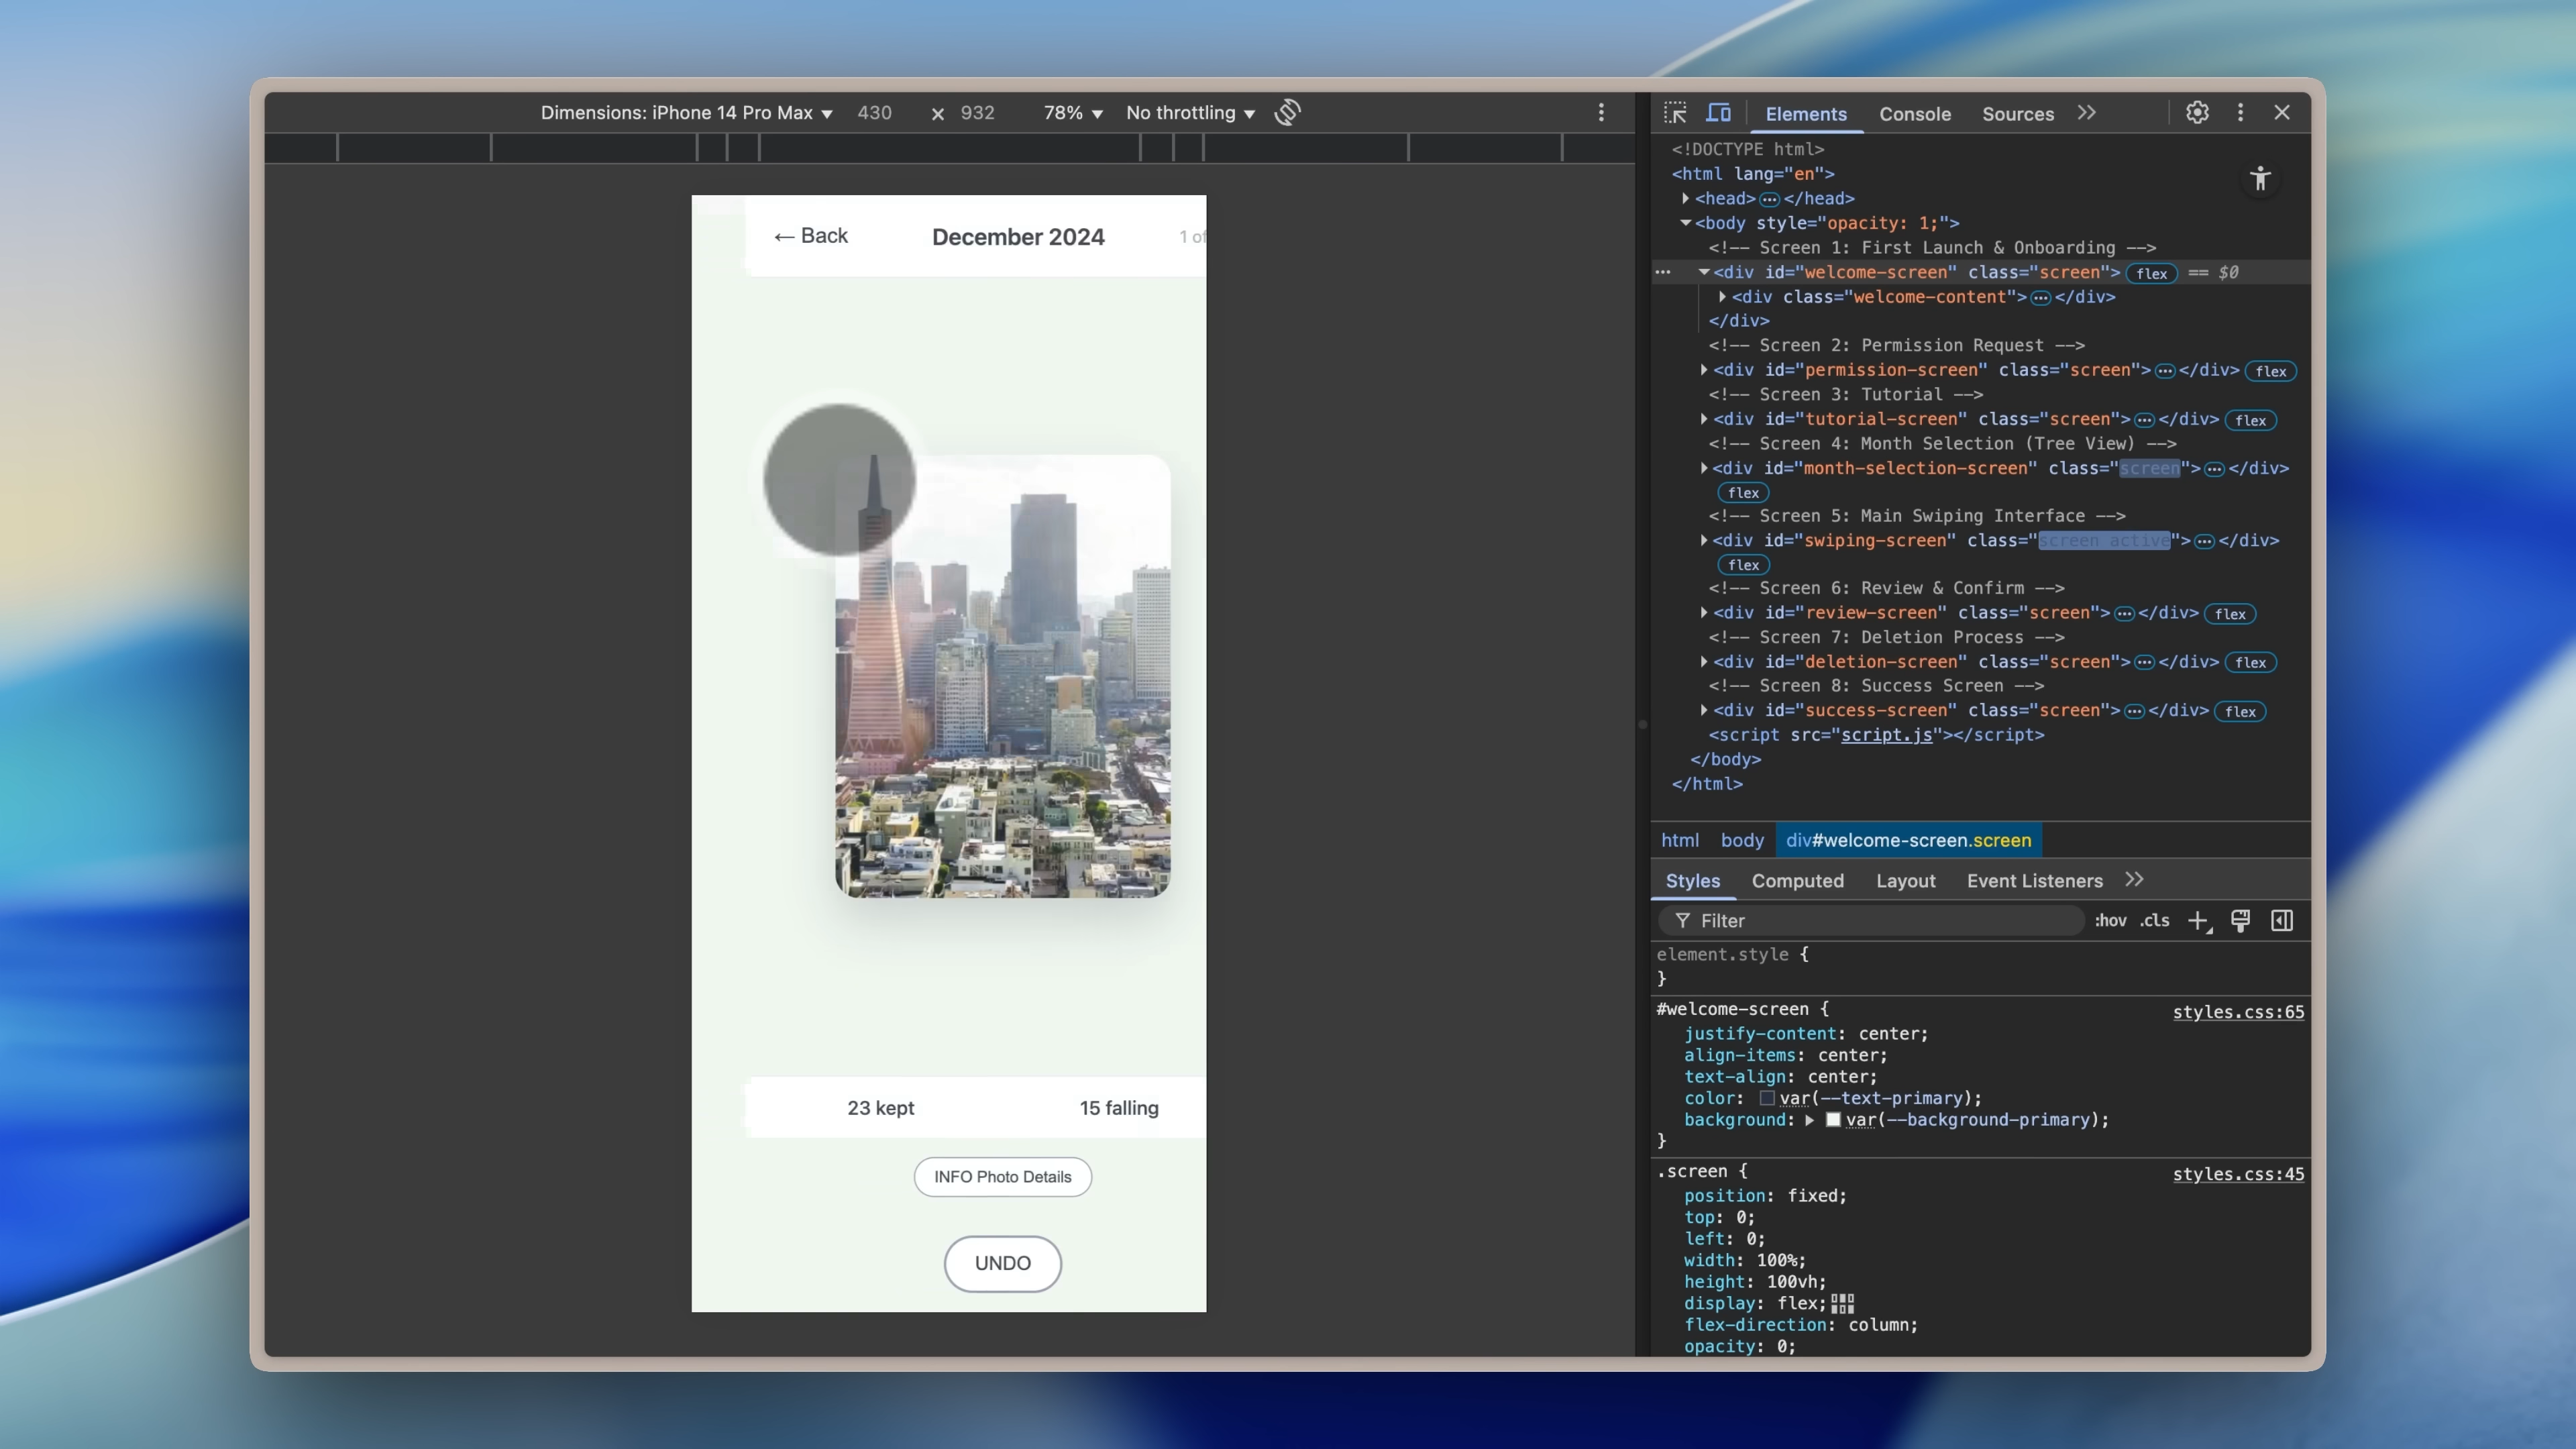 Dimensions: iPhone 14 Pro Max ▼ 430 × 932 78% ▼ No throttling ▼
← Back December 2024 1 of
23 kept 15 falling
INFO Photo Details
UNDO
Elements Console Sources
<!DOCTYPE html>
<html lang="en">
<head> ••• </head>
<body style="opacity: 1;">
<!-- Screen 1: First Launch & Onboarding -->
<div id="welcome-screen" class="screen"> flex == $0
<div class="welcome-content"> ••• </div>
</div>
<!-- Screen 2: Permission Request -->
<div id="permission-screen" class="screen"> ••• </div> flex
<!-- Screen 3: Tutorial -->
<div id="tutorial-screen" class="screen"> ••• </div> flex
<!-- Screen 4: Month Selection (Tree View) -->
<div id="month-selection-screen" class="screen"> ••• </div>
flex
<!-- Screen 5: Main Swiping Interface -->
<div id="swiping-screen" class="screen active"> ••• </div>
flex
<!-- Screen 6: Review & Confirm -->
<div id="review-screen" class="screen"> ••• </div> flex
<!-- Screen 7: Deletion Process -->
<div id="deletion-screen" class="screen"> ••• </div> flex
<!-- Screen 8: Success Screen -->
<div id="success-screen" class="screen"> ••• </div> flex
<script src="script.js"></script>
</body>
</html>
html body div#welcome-screen.screen
Styles Computed Layout Event Listeners
Filter :hov .cls
element.style {
}
#welcome-screen { styles.css:65
justify-content: center;
align-items: center;
text-align: center;
color: var(--text-primary);
background: var(--background-primary);
}
.screen { styles.css:45
position: fixed;
top: 0;
left: 0;
width: 100%;
height: 100vh;
display: flex;
flex-direction: column;
opacity: 0;